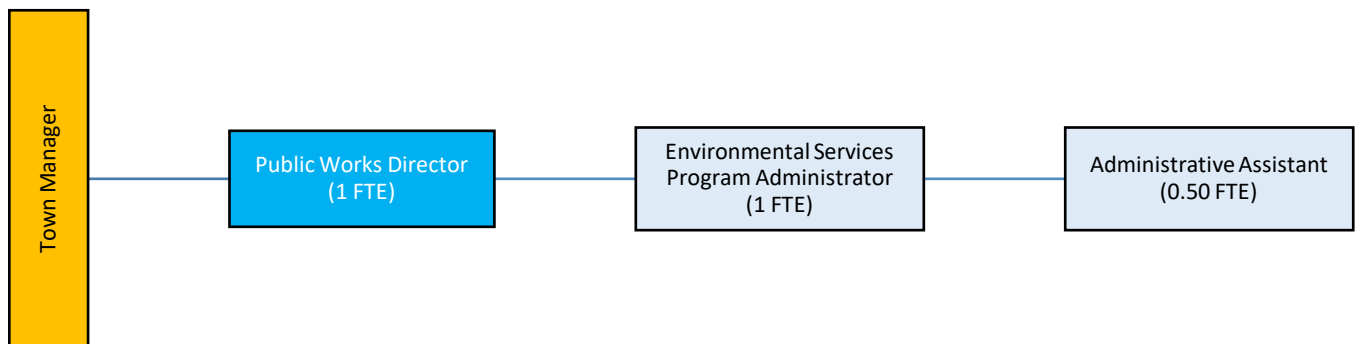 Town Manager
Public Works Director
(1 FTE)
Environmental Services
Program Administrator
(1 FTE)
Administrative Assistant
(0.50 FTE)